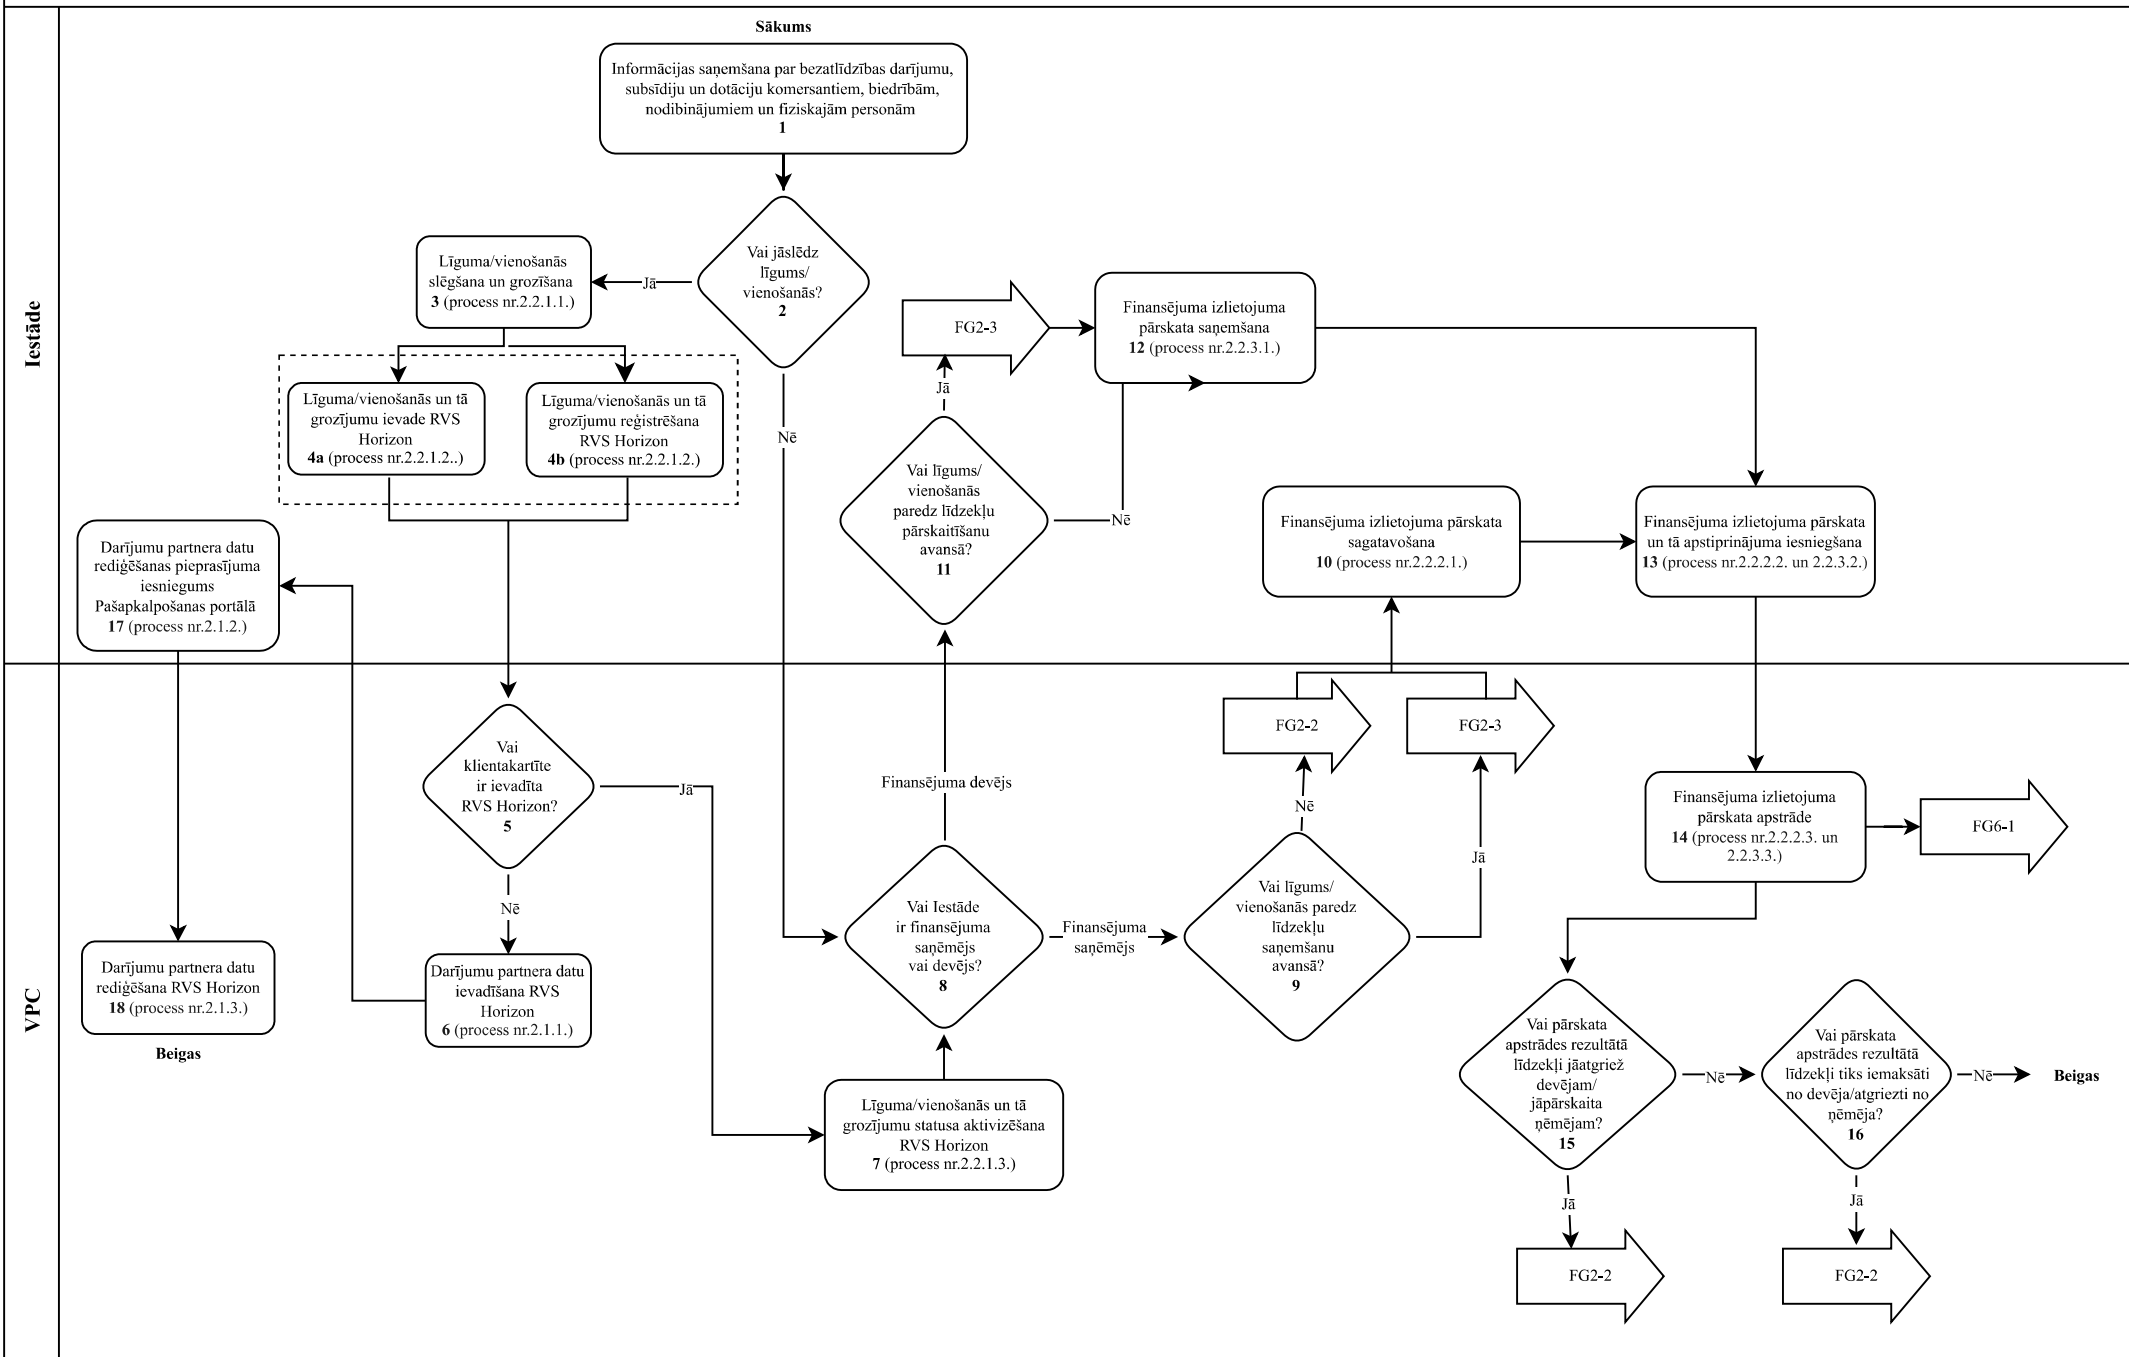 Sākums
Informācijas saņemšana par bezatlīdzības darījumu,
subsīdiju un dotāciju komersantiem, biedrībām,
nodibinājumiem un fiziskajām personām
1
Iestāde
Vai jāslēdz
līgums/
vienošanās?
2
Jā
Nē
Līguma/vienošanās
slēgšana un grozīšana
3 (process nr.2.2.1.1.)
Līguma/vienošanās un tā
grozījumu ievade RVS
Horizon
4a (process nr.2.2.1.2..)
Līguma/vienošanās un tā
grozījumu reģistrēšana
RVS Horizon
4b (process nr.2.2.1.2.)
FG2-3
Finansējuma izlietojuma
pārskata saņemšana
12 (process nr.2.2.3.1.)
Jā
Vai līgums/
vienošanās
paredz līdzekļu
pārskaitīšanu
avansā?
11
Nē
Finansējuma izlietojuma pārskata
sagatavošana
10 (process nr.2.2.2.1.)
Finansējuma izlietojuma pārskata
un tā apstiprinājuma iesniegšana
13 (process nr.2.2.2.2. un 2.2.3.2.)
Darījumu partnera datu
rediģēšanas pieprasījuma
iesniegums
Pašapkalpošanas portālā
17 (process nr.2.1.2.)
VPC
Vai
klientakartīte
ir ievadīta
RVS Horizon?
5
Jā
Nē
Finansējuma devējs
FG2-2
FG2-3
Nē
Jā
Finansējuma izlietojuma
pārskata apstrāde
14 (process nr.2.2.2.3. un
2.2.3.3.)
FG6-1
Darījumu partnera datu
rediģēšana RVS Horizon
18 (process nr.2.1.3.)
Beigas
Darījumu partnera datu
ievadīšana RVS
Horizon
6 (process nr.2.1.1.)
Vai Iestāde
ir finansējuma
saņēmējs
vai devējs?
8
Finansējuma
saņēmējs
Vai līgums/
vienošanās paredz
līdzekļu
saņemšanu
avansā?
9
Līguma/vienošanās un tā
grozījumu statusa aktivizēšana
RVS Horizon
7 (process nr.2.2.1.3.)
Vai pārskata
apstrādes rezultātā
līdzekļi jāatgriež
devējam/
jāpārskaita
ņēmējam?
15
Nē
Vai pārskata
apstrādes rezultātā
līdzekļi tiks iemaksāti
no devēja/atgriezti no
ņēmēja?
16
Nē
Beigas
Jā
Jā
FG2-2
FG2-2